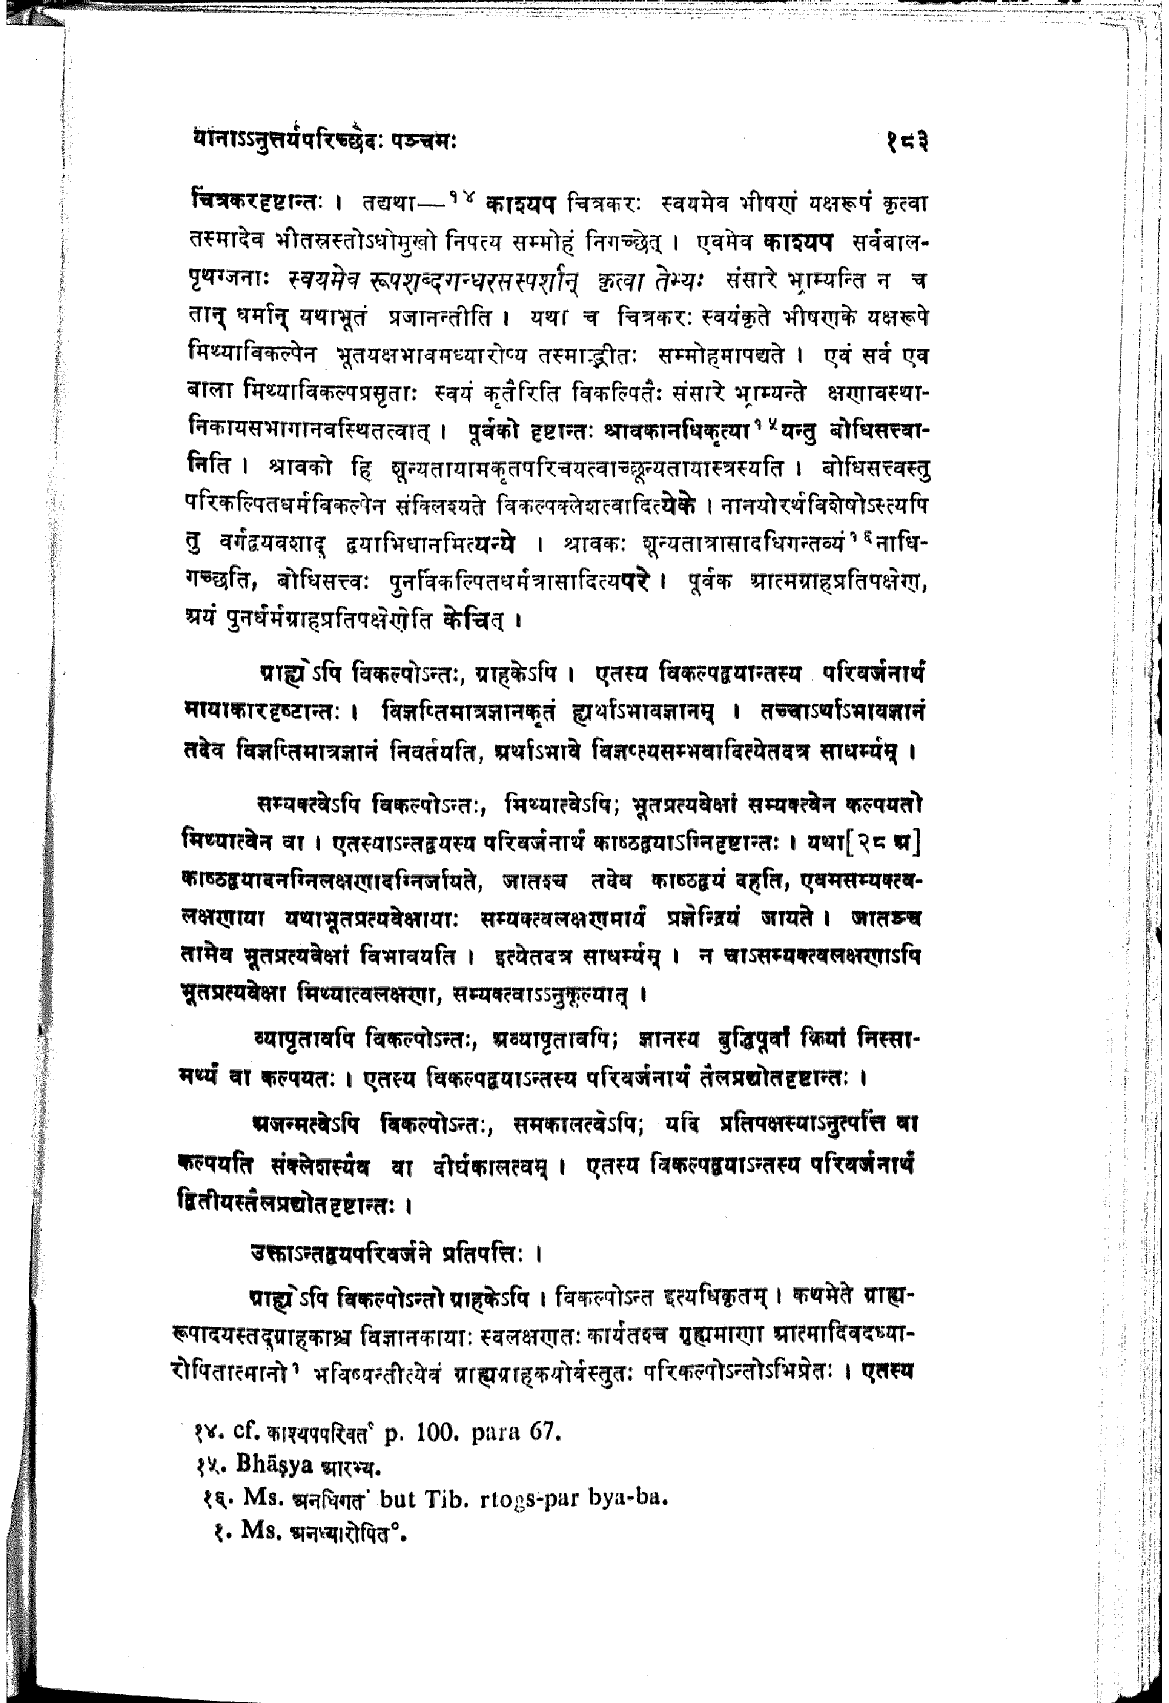 यानाऽऽनुत्तर्यपरिच्छेदः पञ्चमः १८३
चित्रकरदृष्टान्तः । तद्यथा—१४ काश्यप चित्रकरः स्वयमेव भीषणं यक्षरूपं कृत्वा
तस्मादेव भीतस्रस्तोऽधोमुखो निपत्य सम्मोहं निगच्छेत् । एवमेव काश्यप सर्वबाल-
पृथग्जनाः स्वयमेव रूपशब्दगन्धरसस्पर्शान् कृत्वा तेभ्यः संसारे भ्राम्यन्ति न च
तान् धर्मान् यथाभूतं प्रजानन्तीति । यथा च चित्रकरः स्वयंकृते भीषणके यक्षरूपे
मिथ्याविकल्पेन भूतयक्षभावमध्यारोप्य तस्माद्भीतः सम्मोहमापद्यते । एवं सर्व एव
बाला मिथ्याविकल्पप्रसृताः स्वयं कृतैरिति विकल्पितैः संसारे भ्राम्यन्ते क्षणावस्था-
निकायसभागानवस्थितत्वात् । पूर्वको दृष्टान्तः श्रावकानधिकृत्या१५यन्तु बोधिसत्त्वा-
निति । श्रावको हि शून्यतायामकृतपरिचयत्वाच्छून्यतायास्त्रस्यति । बोधिसत्त्वस्तु
परिकल्पितधर्मविकल्पेन संक्लिश्यते विकल्पक्लेशत्वादित्येके । नानयोरर्थविशेषोऽस्त्यपि
तु वर्गद्वयवशाद् द्वयाभिधानमित्यन्ये । श्रावकः शून्यतात्रासादधिगन्तव्यं१६नाधि-
गच्छति, बोधिसत्त्वः पुनर्विकल्पितधर्मत्रासादित्यपरे । पूर्वक आत्मग्राहप्रतिपक्षेण,
अयं पुनर्धर्मग्राहप्रतिपक्षेणेति केचित् ।
ग्राह्येऽपि विकल्पोऽन्तः, ग्राहकेऽपि । एतस्य विकल्पद्वयान्तस्य परिवर्जनार्थं
मायाकारदृष्टान्तः । विज्ञप्तिमात्रज्ञानकृतं ह्यर्थाऽभावज्ञानम् । तच्चाऽर्थाऽभावज्ञानं
तदेव विज्ञप्तिमात्रज्ञानं निवर्तयति, अर्थाऽभावे विज्ञप्त्यसम्भवादित्येतदत्र साधर्म्यम् ।
सम्यक्त्वेऽपि विकल्पोऽन्तः, मिथ्यात्वेऽपि; भूतप्रत्यवेक्षां सम्यक्त्वेन कल्पयतो
मिथ्यात्वेन वा । एतस्याऽन्तद्वयस्य परिवर्जनार्थं काष्ठद्वयाऽग्निदृष्टान्तः । यथा[२८ अ]
काष्ठद्वयादनग्निलक्षणादग्निर्जायते, जातश्च तदेव काष्ठद्वयं दहति, एवमसम्यक्त्व-
लक्षणाया यथाभूतप्रत्यवेक्षायाः सम्यक्त्वलक्षणमार्यं प्रज्ञेन्द्रियं जायते । जातञ्च
तामेव भूतप्रत्यवेक्षां विभावयति । इत्येतदत्र साधर्म्यम् । न चाऽसम्यक्त्वलक्षणाऽपि
भूतप्रत्यवेक्षा मिथ्यात्वलक्षणा, सम्यक्त्वाऽऽनुकूल्यात् ।
व्यापृतावपि विकल्पोऽन्तः, अव्यापृतावपि; ज्ञानस्य बुद्धिपूर्वां क्रियां निस्सा-
मर्थ्यं वा कल्पयतः । एतस्य विकल्पद्वयाऽन्तस्य परिवर्जनार्थं तैलप्रद्योतदृष्टान्तः ।
अजन्मत्वेऽपि विकल्पोऽन्तः, समकालत्वेऽपि; यदि प्रतिपक्षस्याऽनुत्पत्तिं वा
कल्पयति संक्लेशस्यैव वा दीर्घकालत्वम् । एतस्य विकल्पद्वयाऽन्तस्य परिवर्जनार्थं
द्वितीयस्तैलप्रद्योतदृष्टान्तः ।
उक्ताऽन्तद्वयपरिवर्जने प्रतिपत्तिः ।
ग्राह्येऽपि विकल्पोऽन्तो ग्राहकेऽपि । विकल्पोऽन्त इत्यधिकृतम् । कथमेते ग्राह्य-
रूपादयस्तद्ग्राहकाश्च विज्ञानकायाः स्वलक्षणतः कार्यतश्च गृह्यमाणा आत्मादिवदध्या-
रोपितात्मानो१ भविष्यन्तीत्येवं ग्राह्यग्राहकयोर्वस्तुतः परिकल्पोऽन्तोऽभिप्रेतः । एतस्य
१४. cf. काश्यपपरिवर्त p. 100. para 67.
१५. Bhāṣya आरभ्य.
१६. Ms. अनधिगत॰ but Tib. rtogs-par bya-ba.
१. Ms. अनध्यारोपित॰.